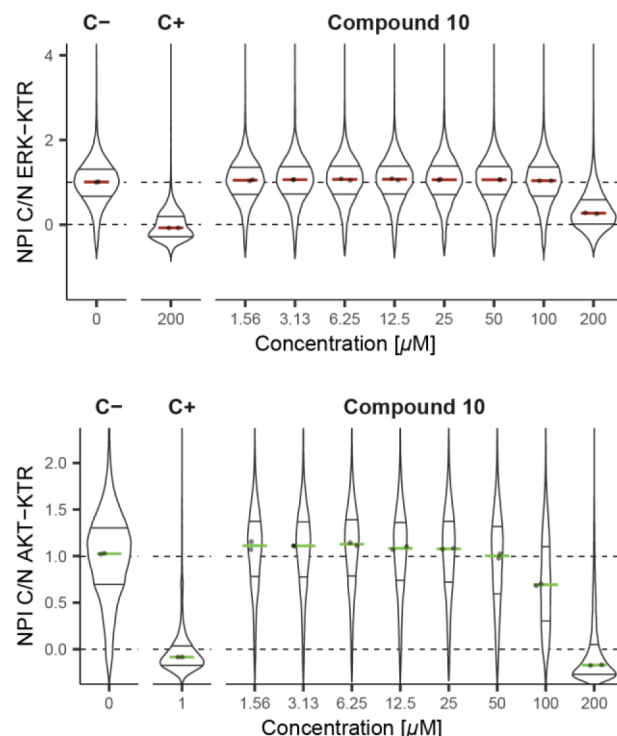 C− C+ Compound 10
NPI C/N ERK−KTR
4
2
0
0 200 1.56 3.13 6.25 12.5 25 50 100 200
Concentration [µM]
C− C+ Compound 10
NPI C/N AKT−KTR
2.0
1.5
1.0
0.5
0.0
0 1 1.56 3.13 6.25 12.5 25 50 100 200
Concentration [µM]